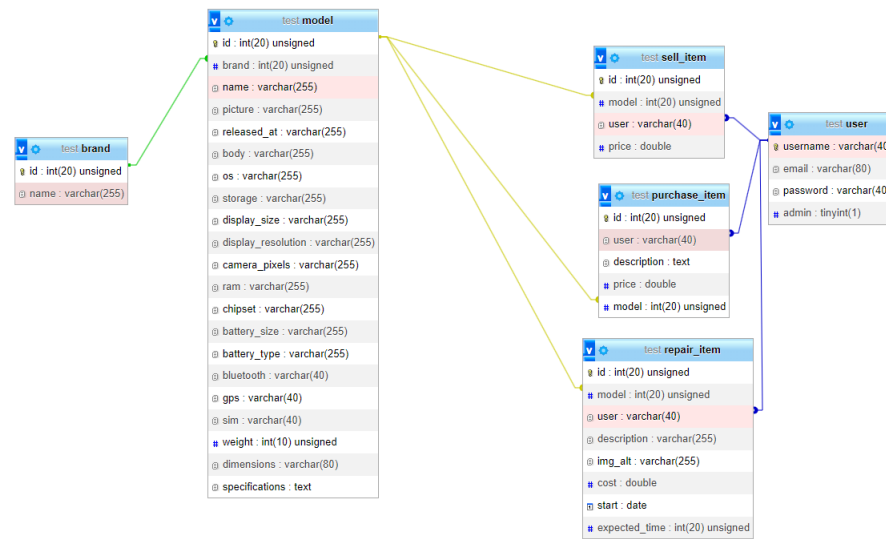 v test model
id : int(20) unsigned
# brand : int(20) unsigned
name : varchar(255)
picture : varchar(255)
released_at : varchar(255)
body : varchar(255)
os : varchar(255)
storage : varchar(255)
display_size : varchar(255)
display_resolution : varchar(255)
camera_pixels : varchar(255)
ram : varchar(255)
chipset : varchar(255)
battery_size : varchar(255)
battery_type : varchar(255)
bluetooth : varchar(40)
gps : varchar(40)
sim : varchar(40)
# weight : int(10) unsigned
dimensions : varchar(80)
specifications : text
v test brand
id : int(20) unsigned
name : varchar(255)
v test sell_item
id : int(20) unsigned
# model : int(20) unsigned
user : varchar(40)
# price : double
v test purchase_item
id : int(20) unsigned
user : varchar(40)
description : text
# price : double
# model : int(20) unsigned
v test repair_item
id : int(20) unsigned
# model : int(20) unsigned
user : varchar(40)
description : varchar(255)
img_alt : varchar(255)
# cost : double
start : date
# expected_time : int(20) unsigned
v test user
username : varchar(40
email : varchar(80)
password : varchar(40
# admin : tinyint(1)